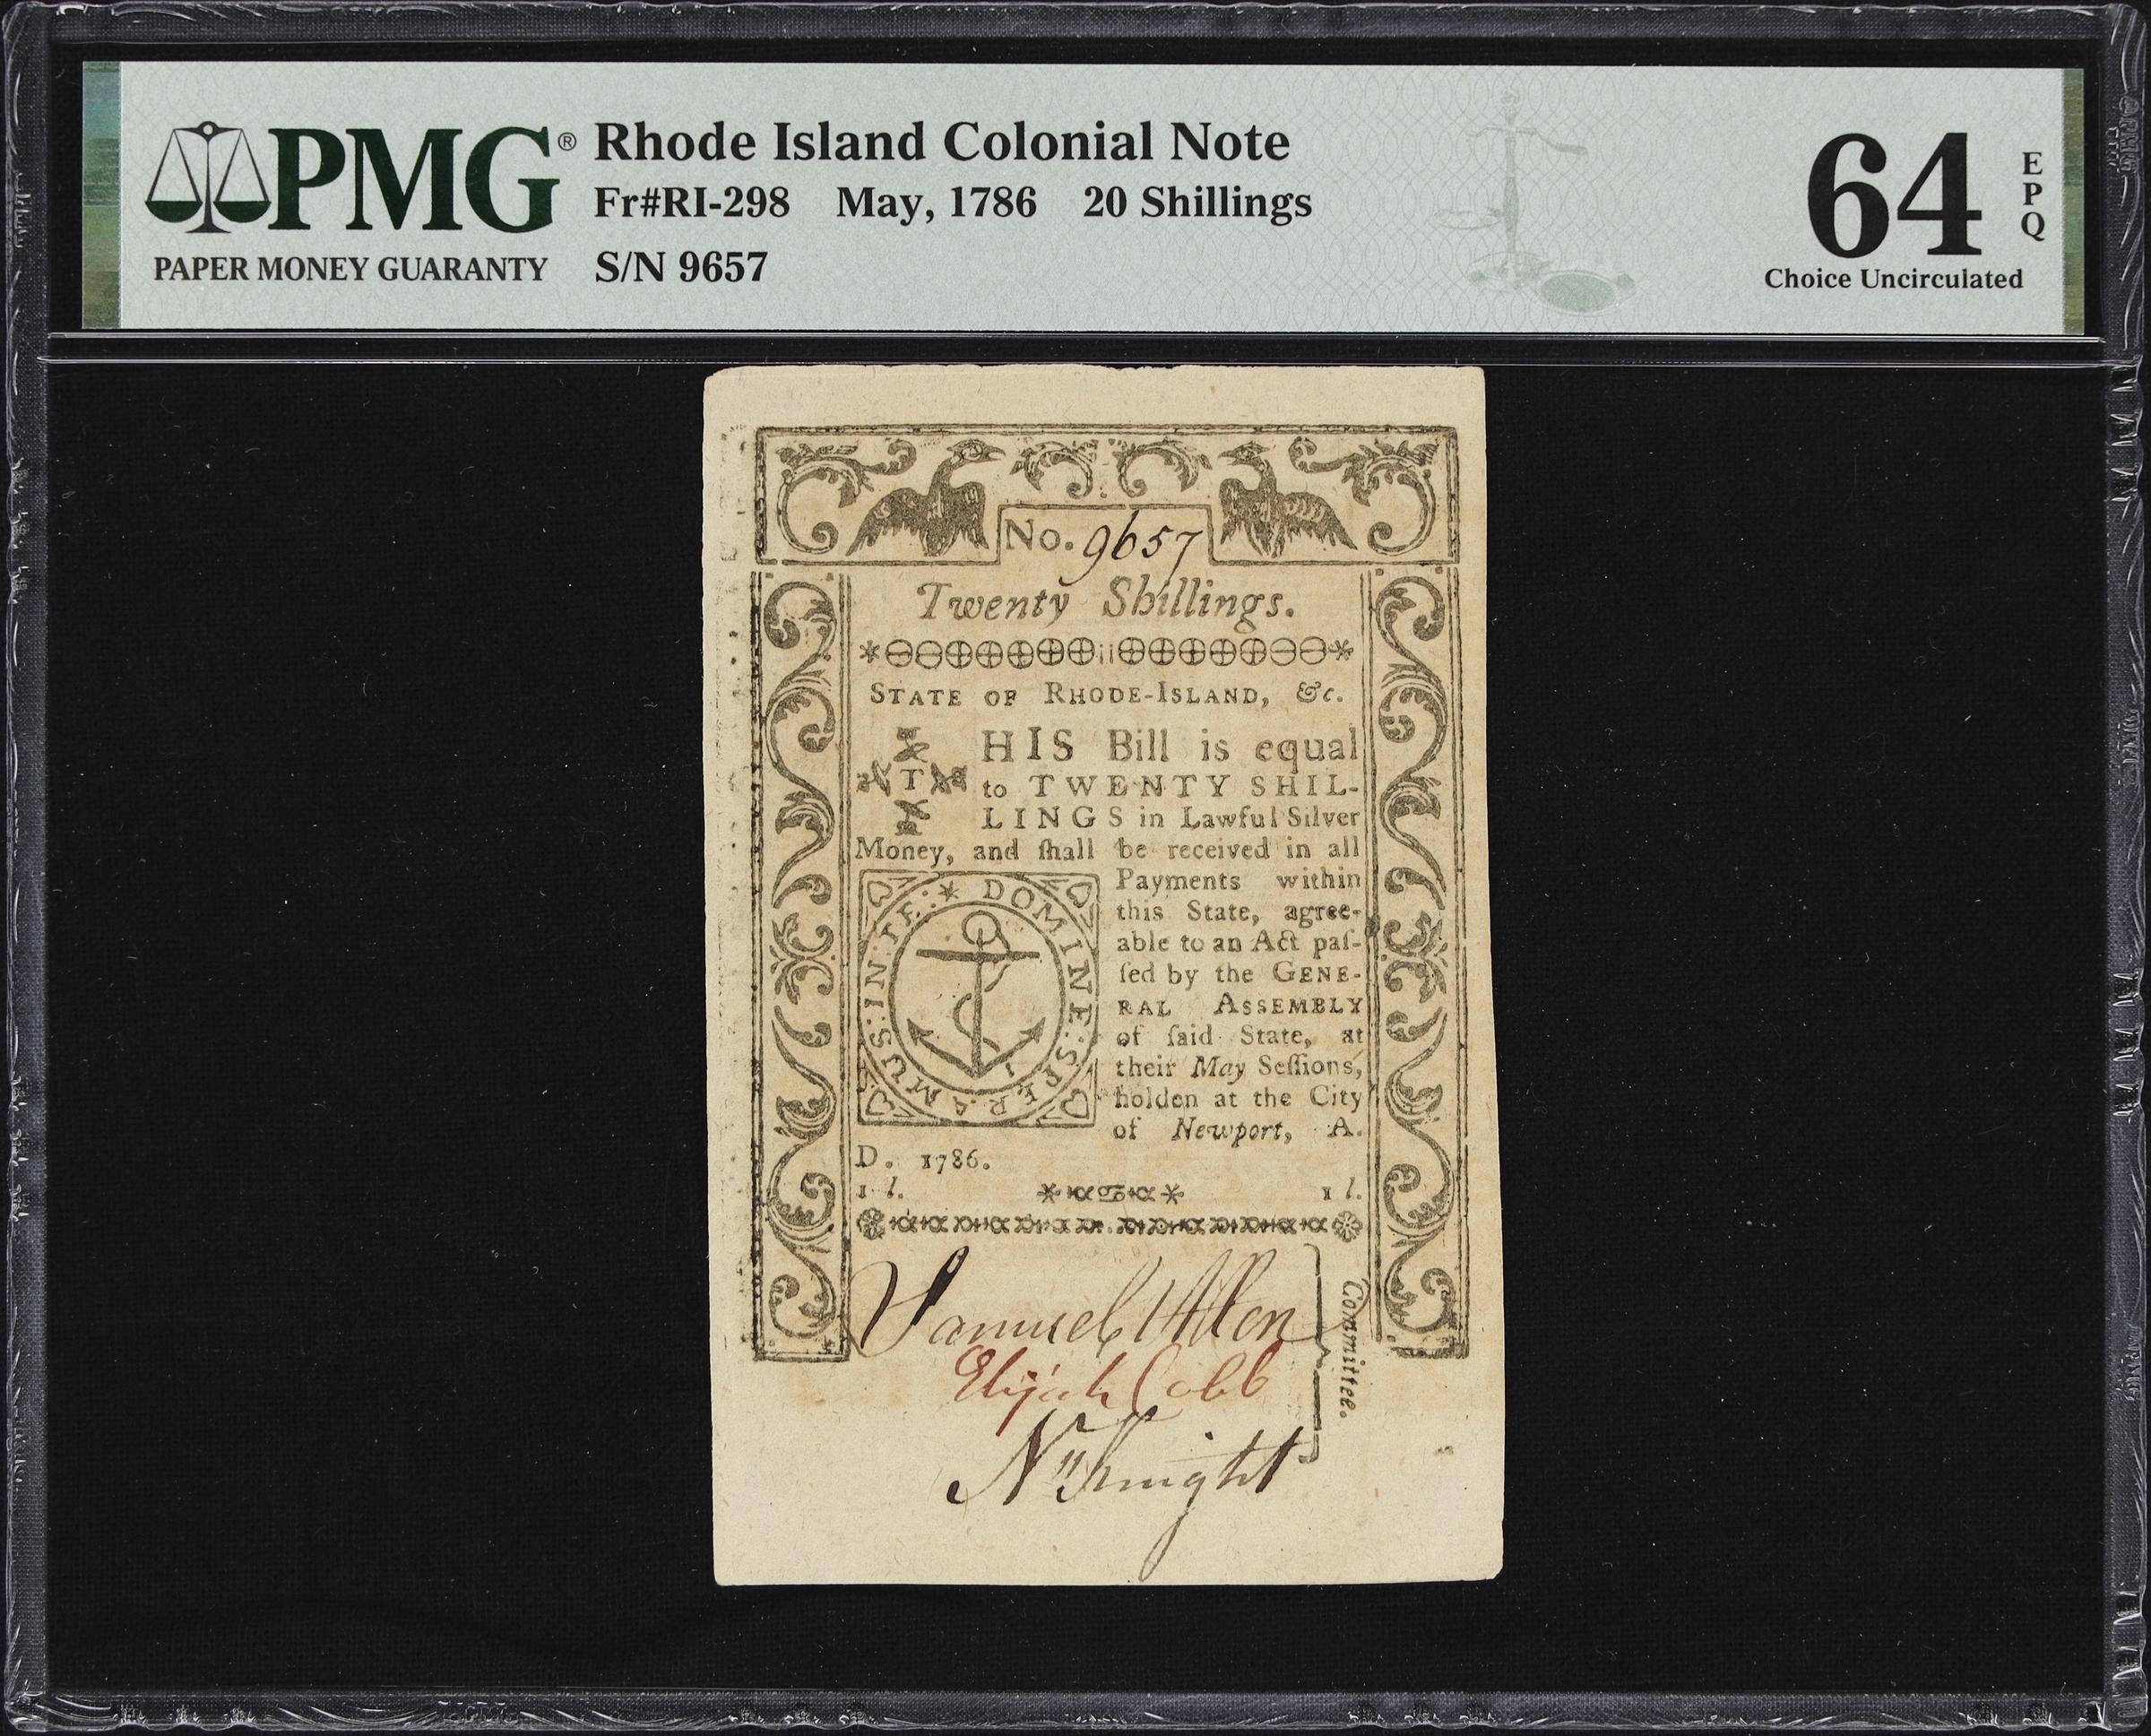 PMG® Rhode Island Colonial Note
Fr#RI-298 May, 1786 20 Shillings
PAPER MONEY GUARANTY S/N 9657
64 EPQ
Choice Uncirculated
No. 9657
Twenty Shillings.
STATE OF RHODE-ISLAND, &c.
THIS Bill is equal
to TWENTY SHIL-
LINGS in Lawful Silver
Money, and ſhall be received in all
Payments within
this State, agree-
able to an Act paſ-
ſed by the GENE-
RAL ASSEMBLY
of ſaid State, at
their May Seſſions,
holden at the City
of Newport, A.
D. 1786.
IN TE DOMINE SPERAMUS
1 l. 1 l.
Samuel Allen
Elijah Cobb
Knight
Committee.